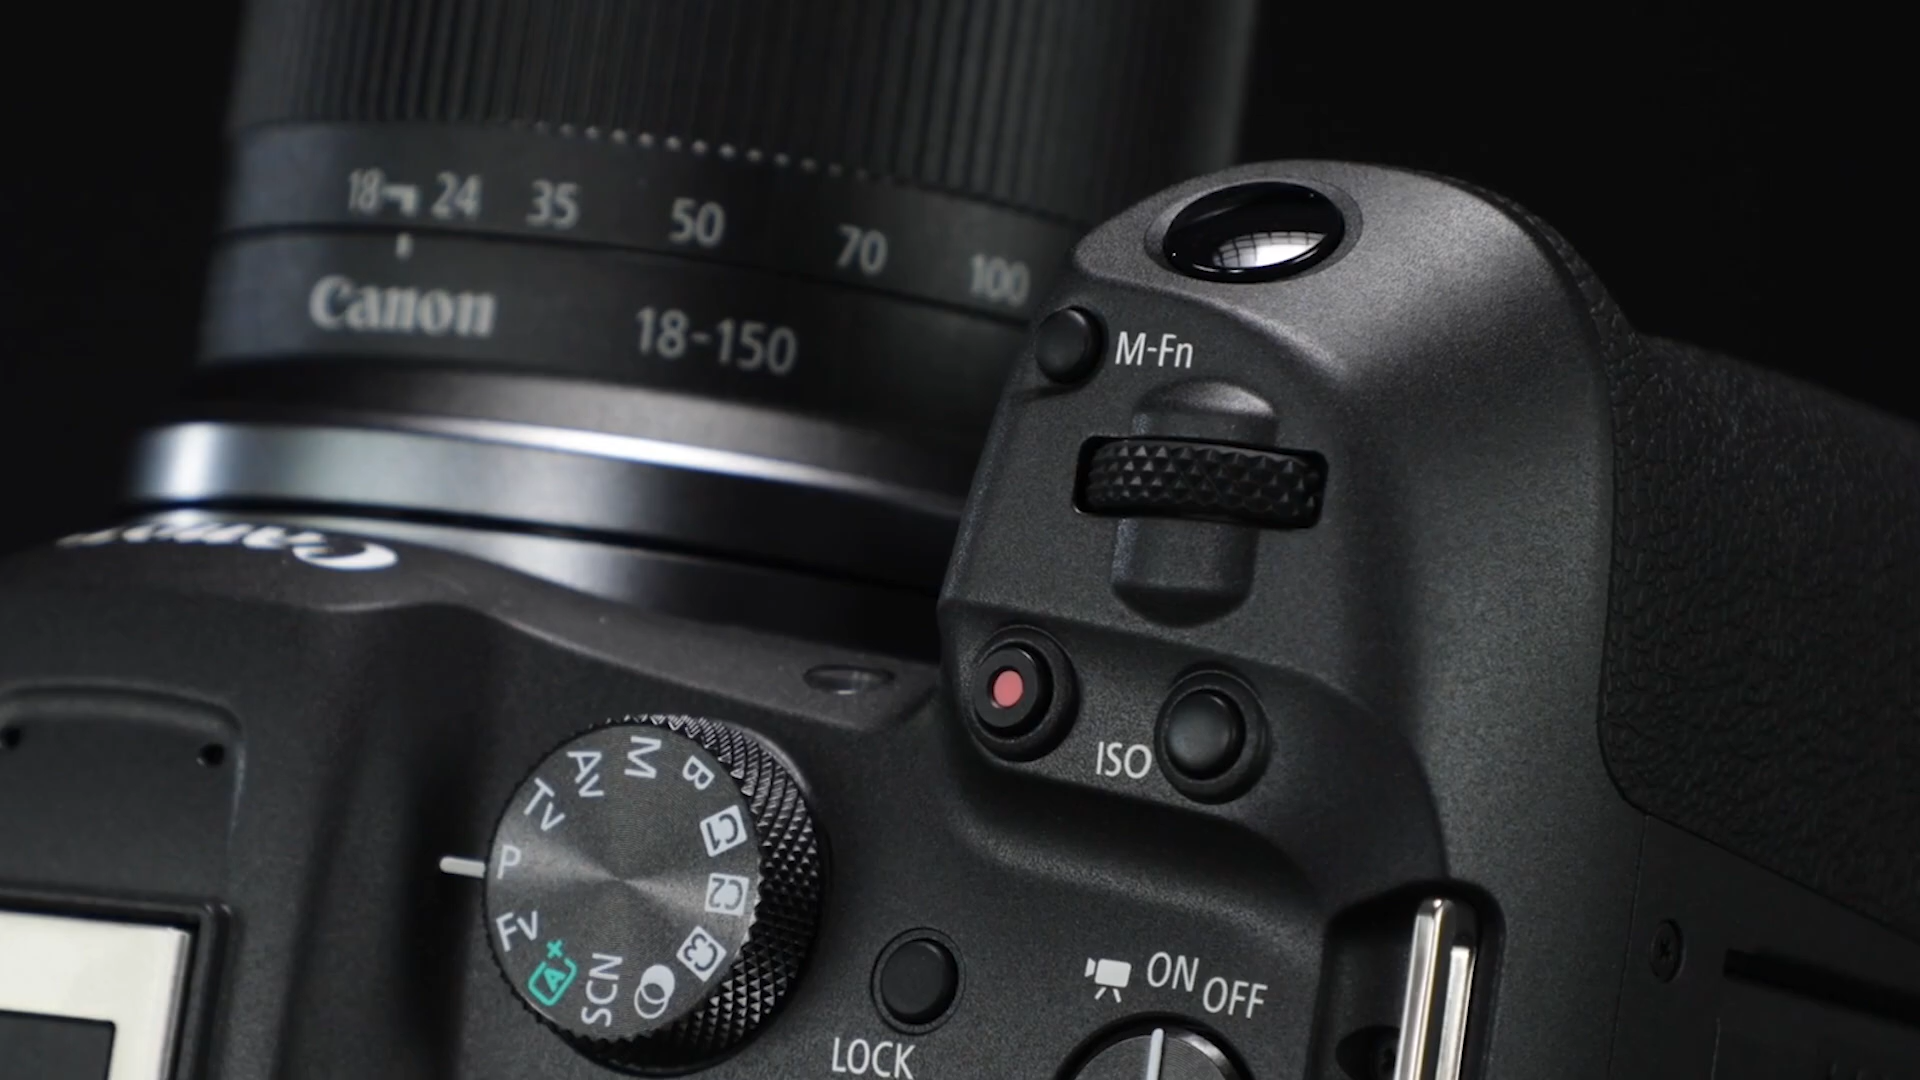 18 24 35 50 70 100
Canon 18-150
M-Fn
Canon
ISO
M
B
Av
Tv
C1
P
C2
Fv
A+
SCN
C3
ON OFF
LOCK